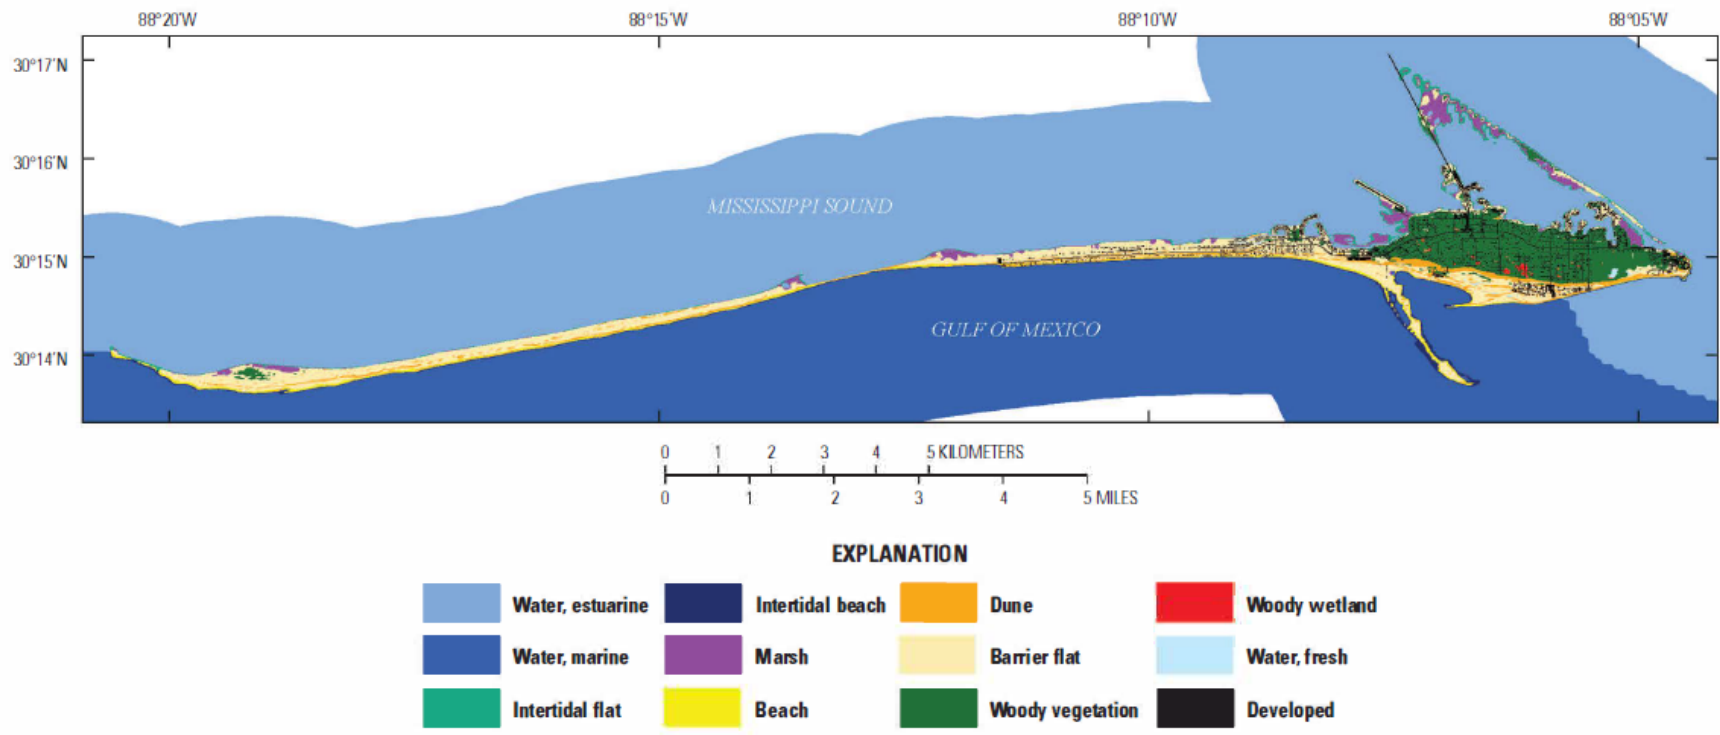 88°20'W 88°15'W 88°10'W 88°05'W
30°17'N
30°16'N
MISSISSIPPI SOUND
30°15'N
GULF OF MEXICO
30°14'N
0 1 2 3 4 5 KILOMETERS
0 1 2 3 4 5 MILES
EXPLANATION
Water, estuarine Intertidal beach Dune Woody wetland
Water, marine Marsh Barrier flat Water, fresh
Intertidal flat Beach Woody vegetation Developed